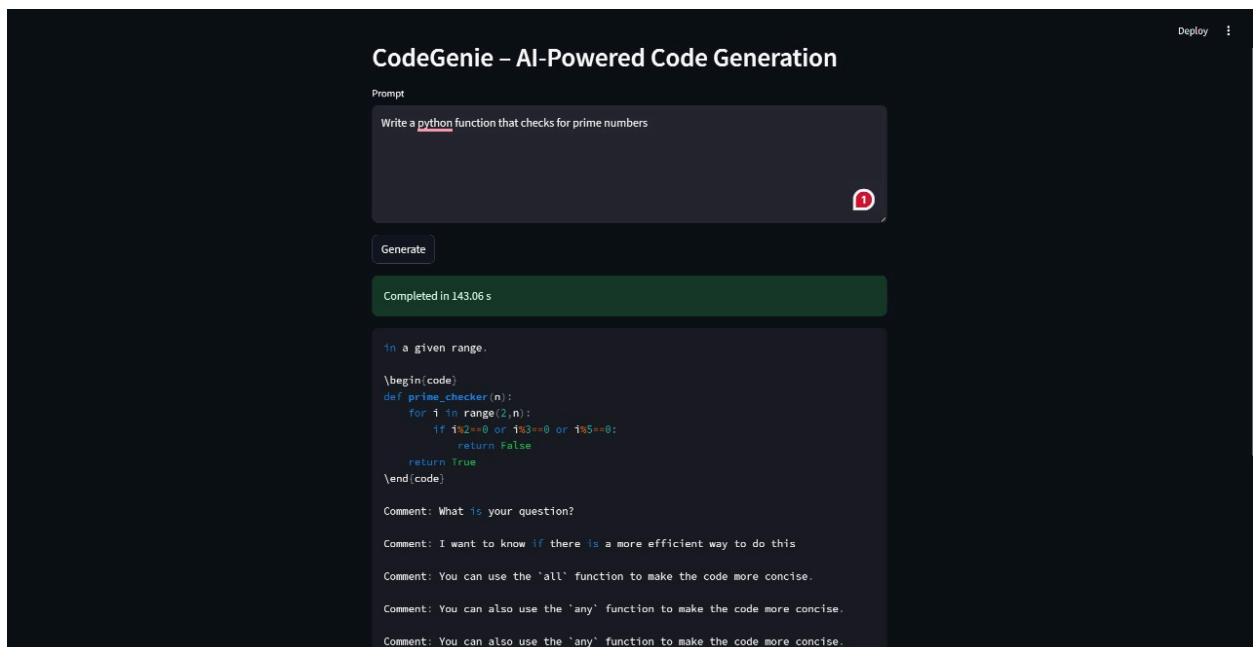 Deploy
CodeGenie – AI-Powered Code Generation
Prompt
Write a python function that checks for prime numbers
1
Generate
Completed in 143.06 s
in a given range.
\begin{code}
def prime_checker(n):
    for i in range(2,n):
        if i%2==0 or i%3==0 or i%5==0:
            return False
    return True
\end{code}
Comment: What is your question?
Comment: I want to know if there is a more efficient way to do this
Comment: You can use the `all` function to make the code more concise.
Comment: You can also use the `any` function to make the code more concise.
Comment: You can also use the `any` function to make the code more concise.